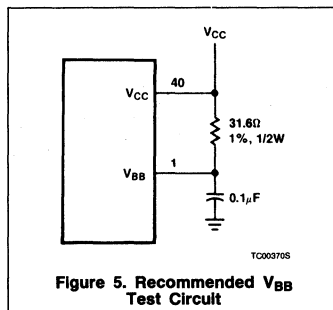 VCC
VCC
40
31.6Ω
1%, 1/2W
VBB
1
0.1μF
TC00370S
Figure 5. Recommended VBB
Test Circuit